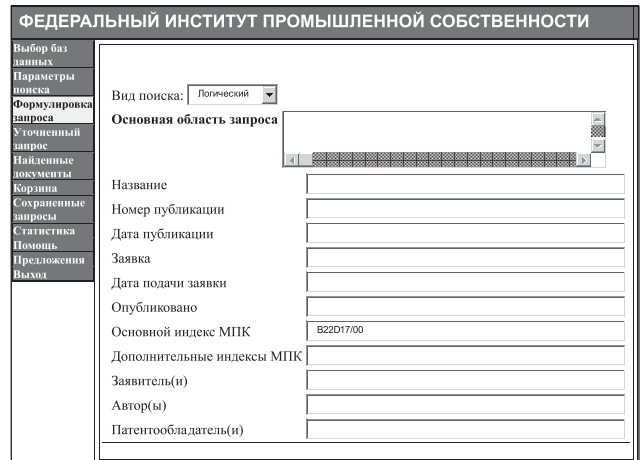 ФЕДЕРАЛЬНЫЙ ИНСТИТУТ ПРОМЫШЛЕННОЙ СОБСТВЕННОСТИ
Выбор баз
данных
Параметры
поиска
Формулировка
запроса
Уточненный
запрос
Найденные
документы
Корзина
Сохраненные
запросы
Статистика
Помощь
Предложения
Выход
Вид поиска: Логический
Основная область запроса
Название
Номер публикации
Дата публикации
Заявка
Дата подачи заявки
Опубликовано
Основной индекс МПК B22D17/00
Дополнительные индексы МПК
Заявитель(и)
Автор(ы)
Патентообладатель(и)